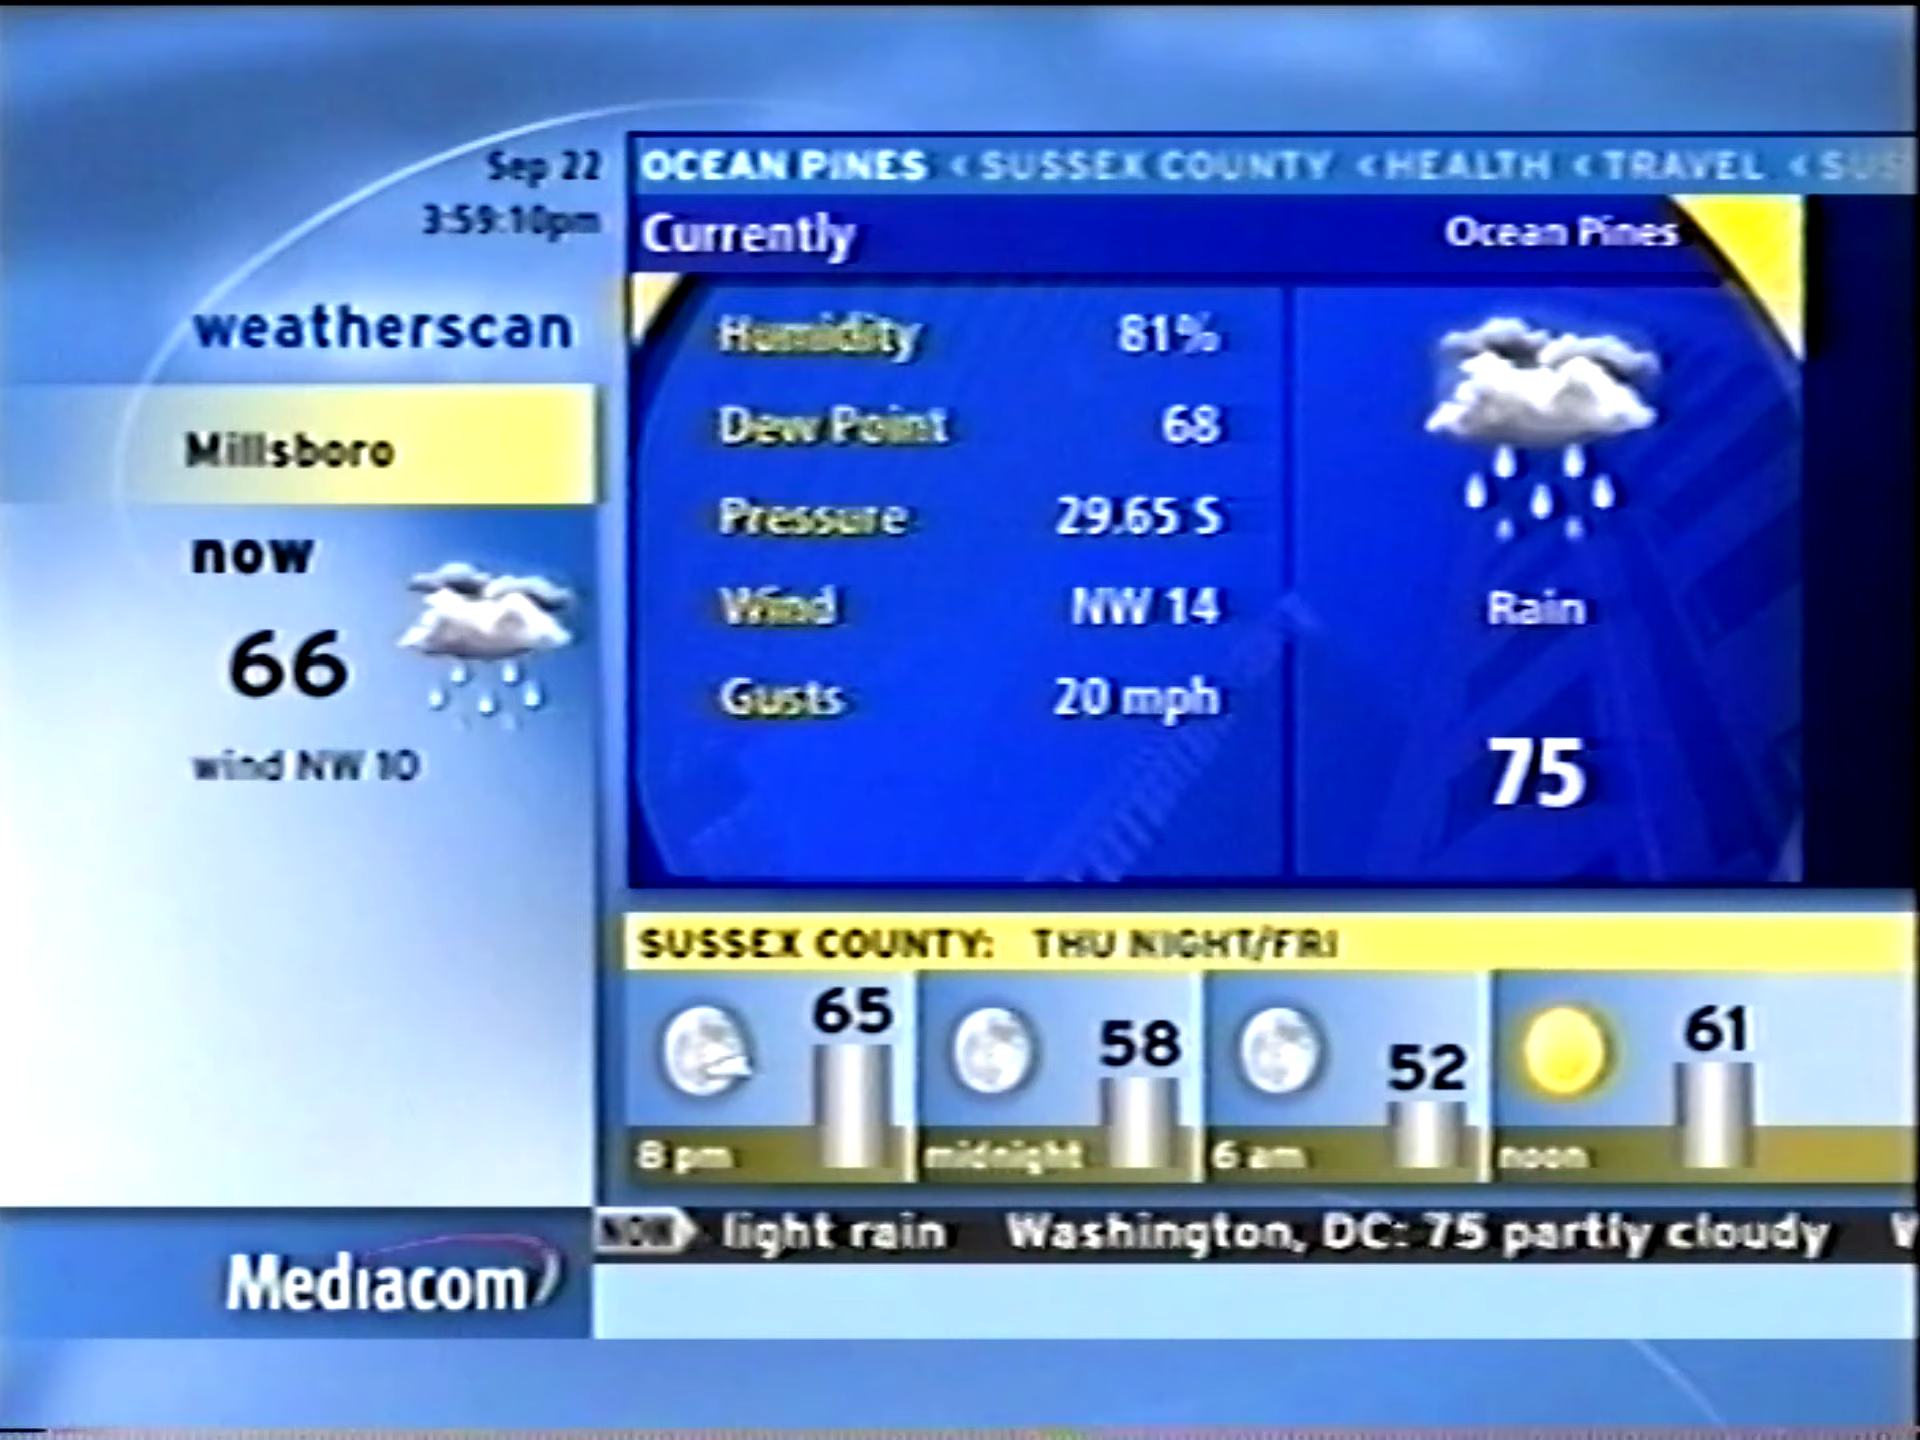 Sep 22
3:59:10pm
weatherscan
Millsboro
now
66
wind NW 10
OCEAN PINES < SUSSEX COUNTY < HEALTH < TRAVEL < SUS
Currently Ocean Pines
Humidity 81%
Dew Point 68
Pressure 29.65 S
Wind NW 14
Gusts 20 mph
Rain
75
SUSSEX COUNTY: THU NIGHT/FRI
65 58 52 61
8 pm midnight 6 am noon
NOW light rain Washington, DC: 75 partly cloudy W
Mediacom